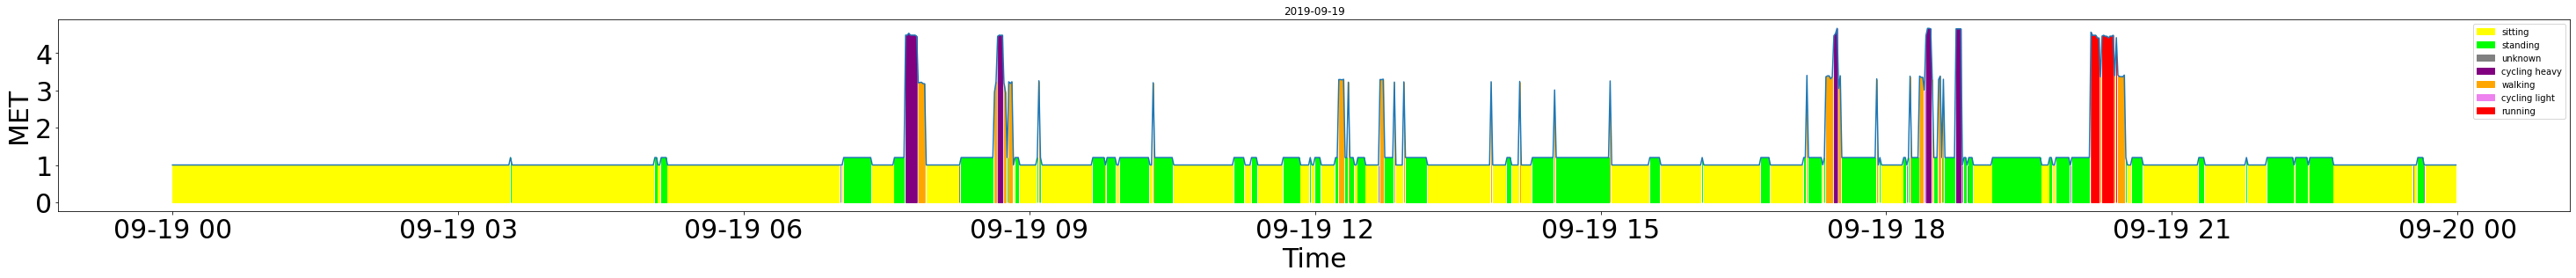 2019-09-19
MET
4
3
2
1
0
sitting
standing
unknown
cycling heavy
walking
cycling light
running
09-19 00 09-19 03 09-19 06 09-19 09 09-19 12 09-19 15 09-19 18 09-19 21 09-20 00
Time